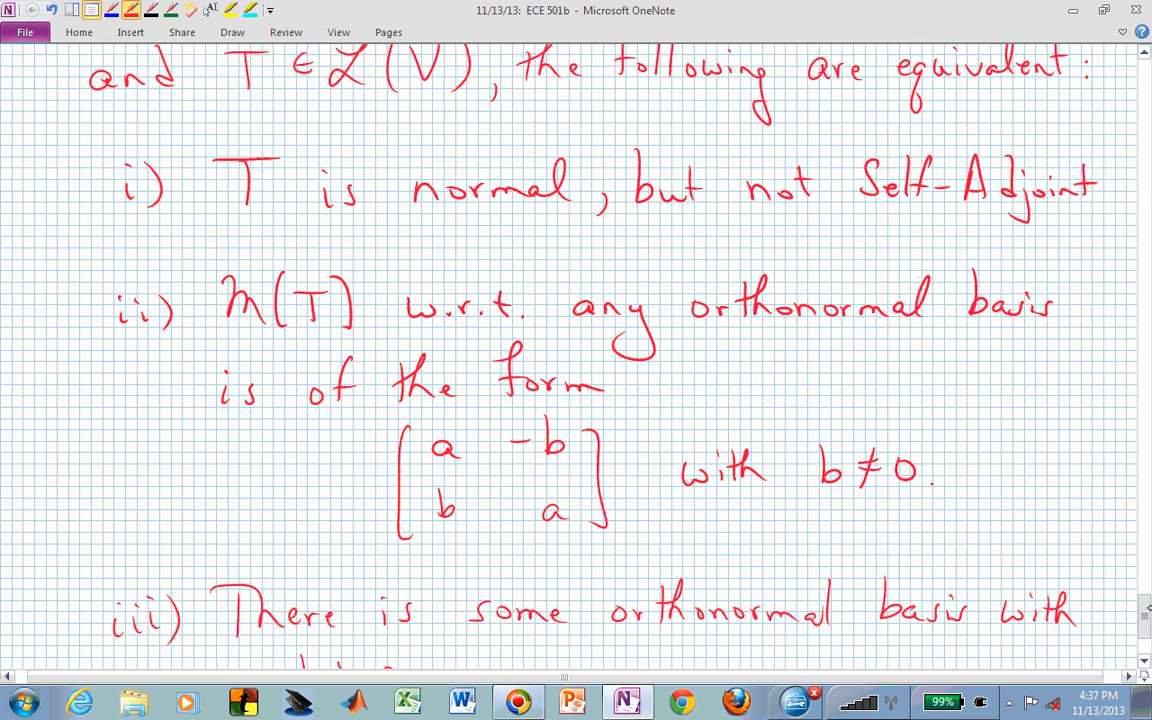 11/13/13: ECE 501b - Microsoft OneNote
File Home Insert Share Draw Review View Pages
and T ∈ ℒ(V), the following are equivalent:
i) T is normal, but not Self-Adjoint
ii) M(T) w.r.t. any orthonormal basis
is of the form
[ a -b
b a ] with b ≠ 0.
iii) There is some orthonormal basis with
99% 4:37 PM
11/13/2013